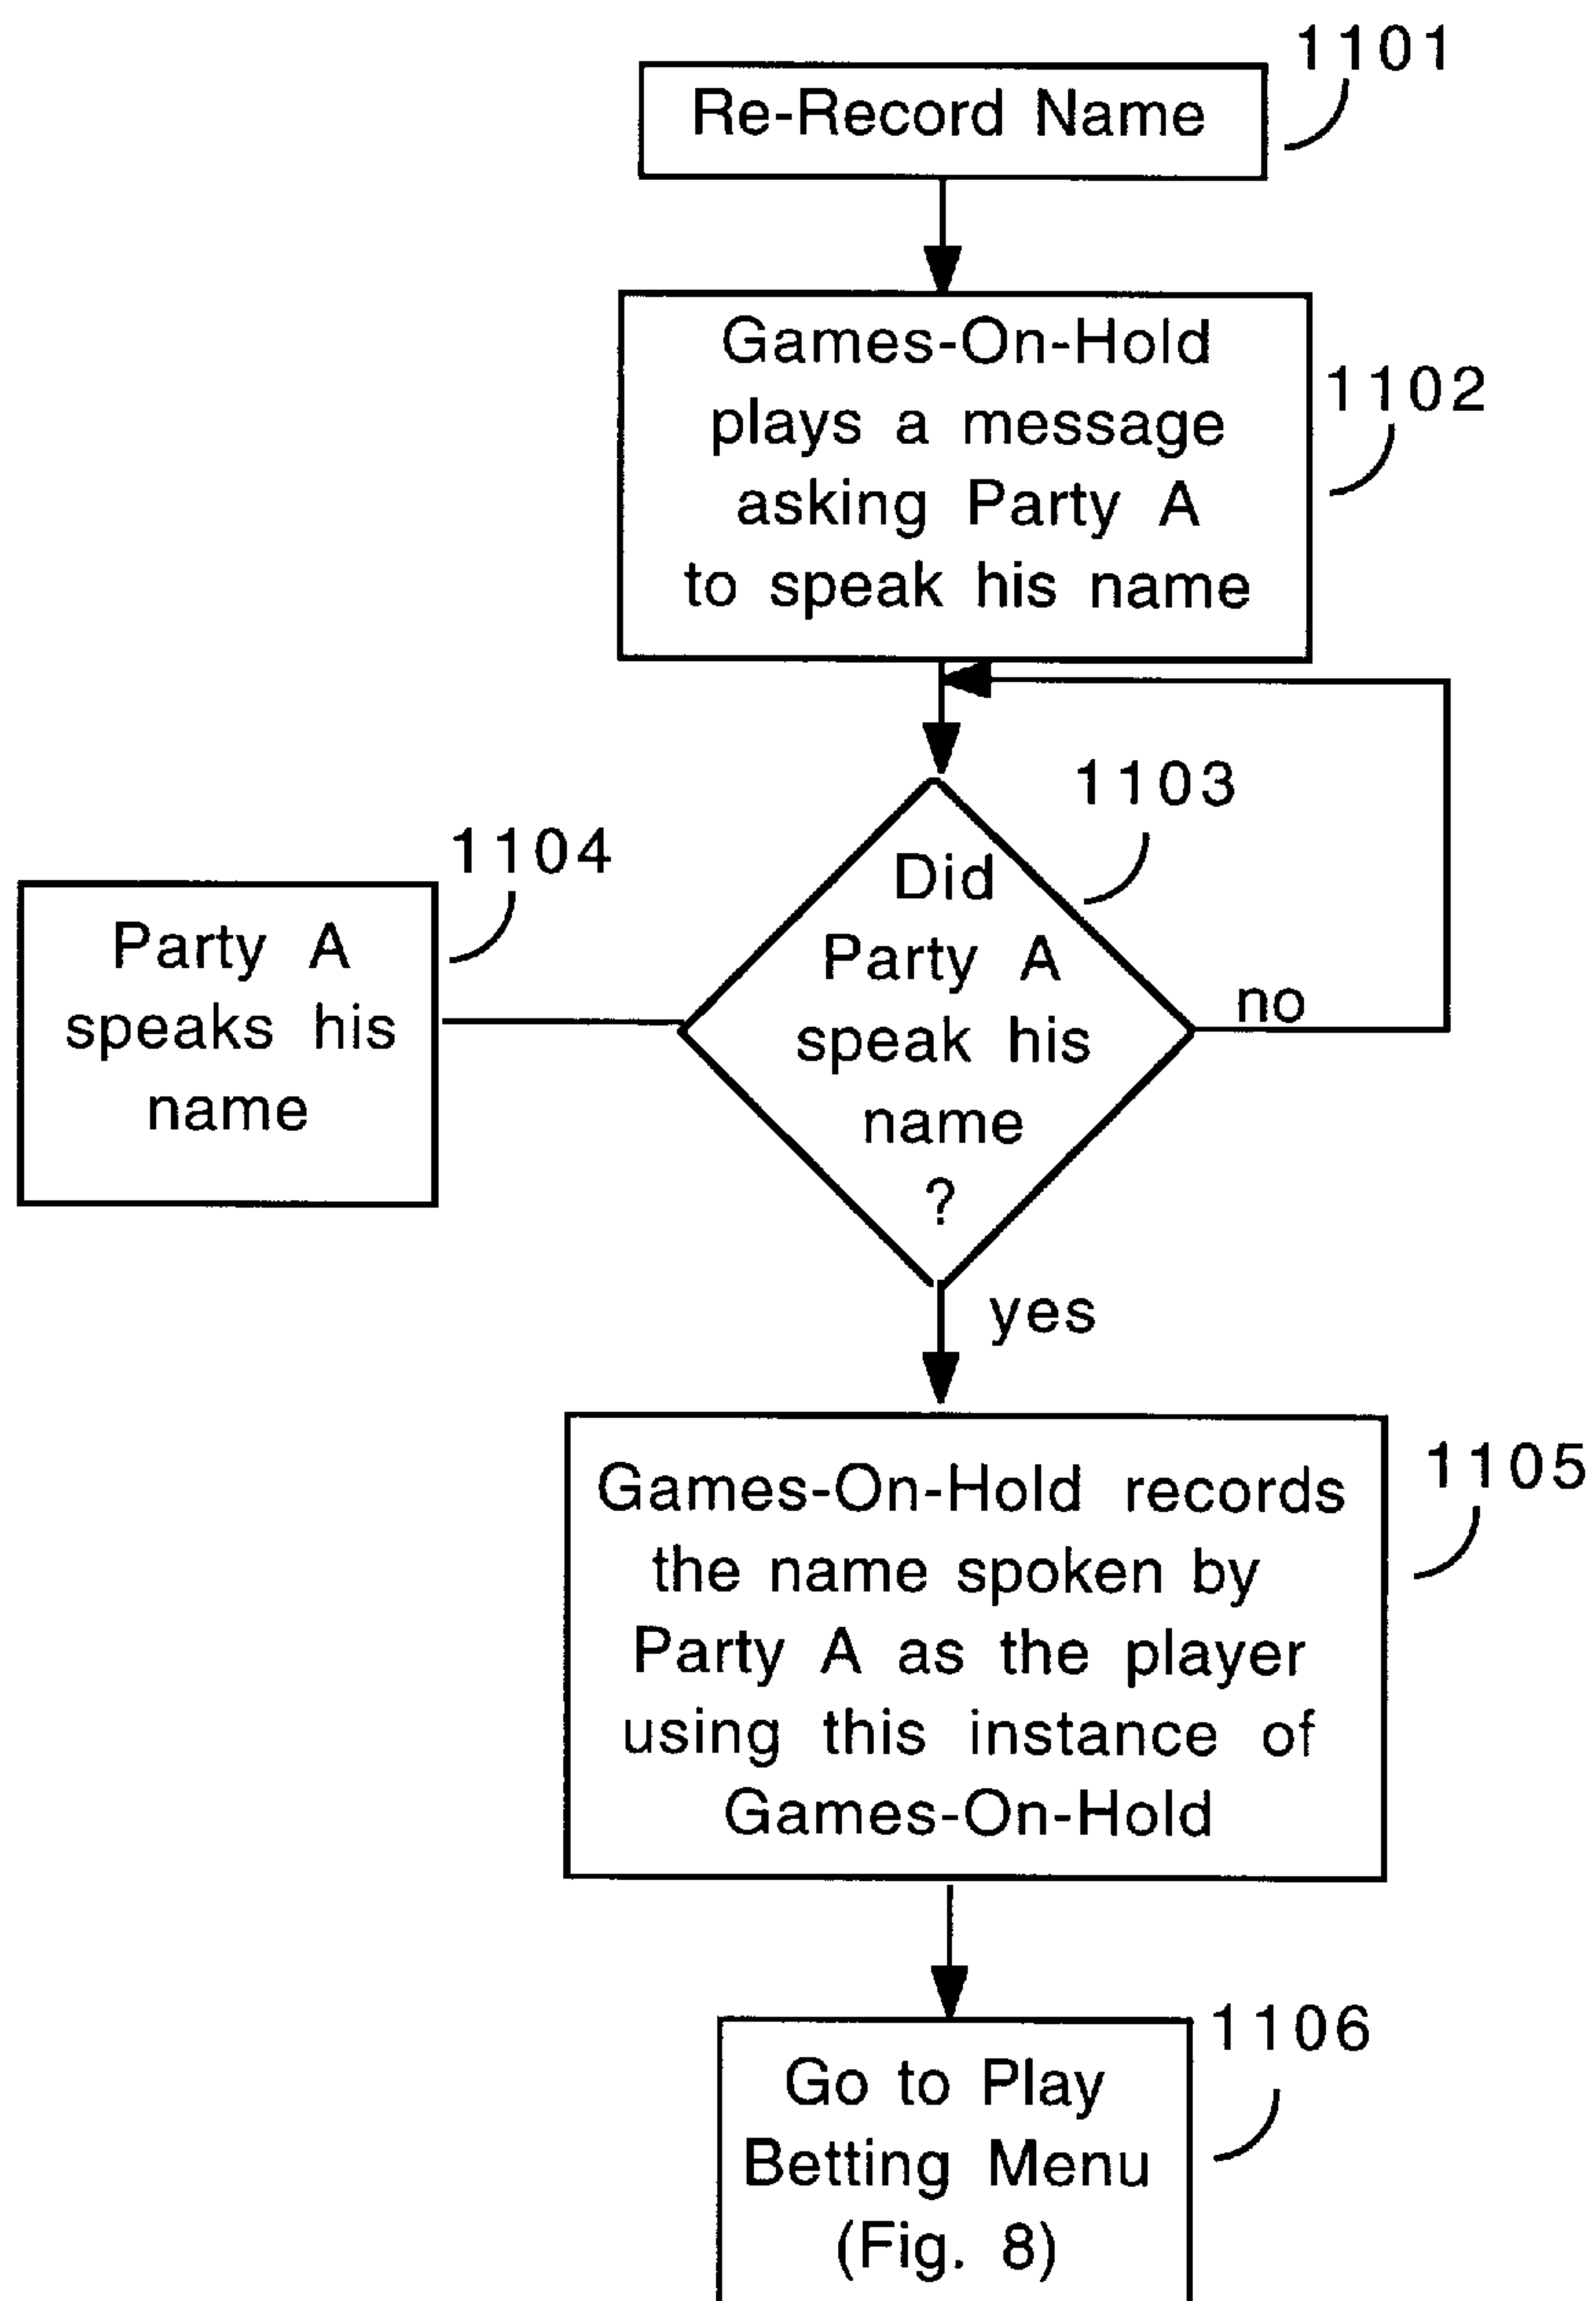 1101
Re-Record Name
Games-On-Hold
plays a message
asking Party A
to speak his name
1102
1103
Did
Party A
speak his
name
?
no
1104
Party A
speaks his
name
yes
1105
Games-On-Hold records
the name spoken by
Party A as the player
using this instance of
Games-On-Hold
1106
Go to Play
Betting Menu
(Fig. 8)